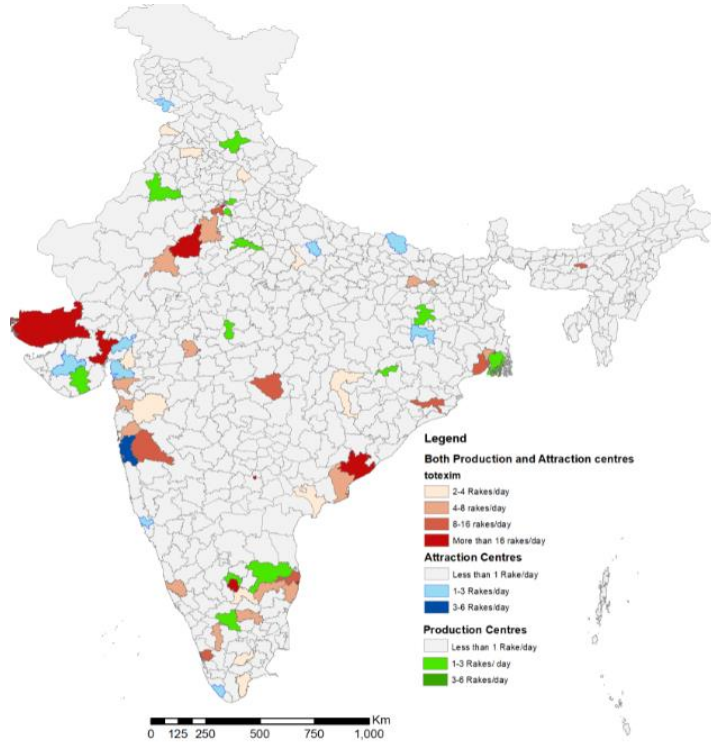 Legend
Both Production and Attraction centres
totexim
2-4 Rakes/day
4-8 rakes/day
8-16 rakes/day
More than 16 rakes/day
Attraction Centres
Less than 1 Rake/day
1-3 Rakes/day
3-6 Rakes/day
Production Centres
Less than 1 Rake/day
1-3 Rakes/ day
3-6 Rakes/day
Km
0 125 250 500 750 1,000